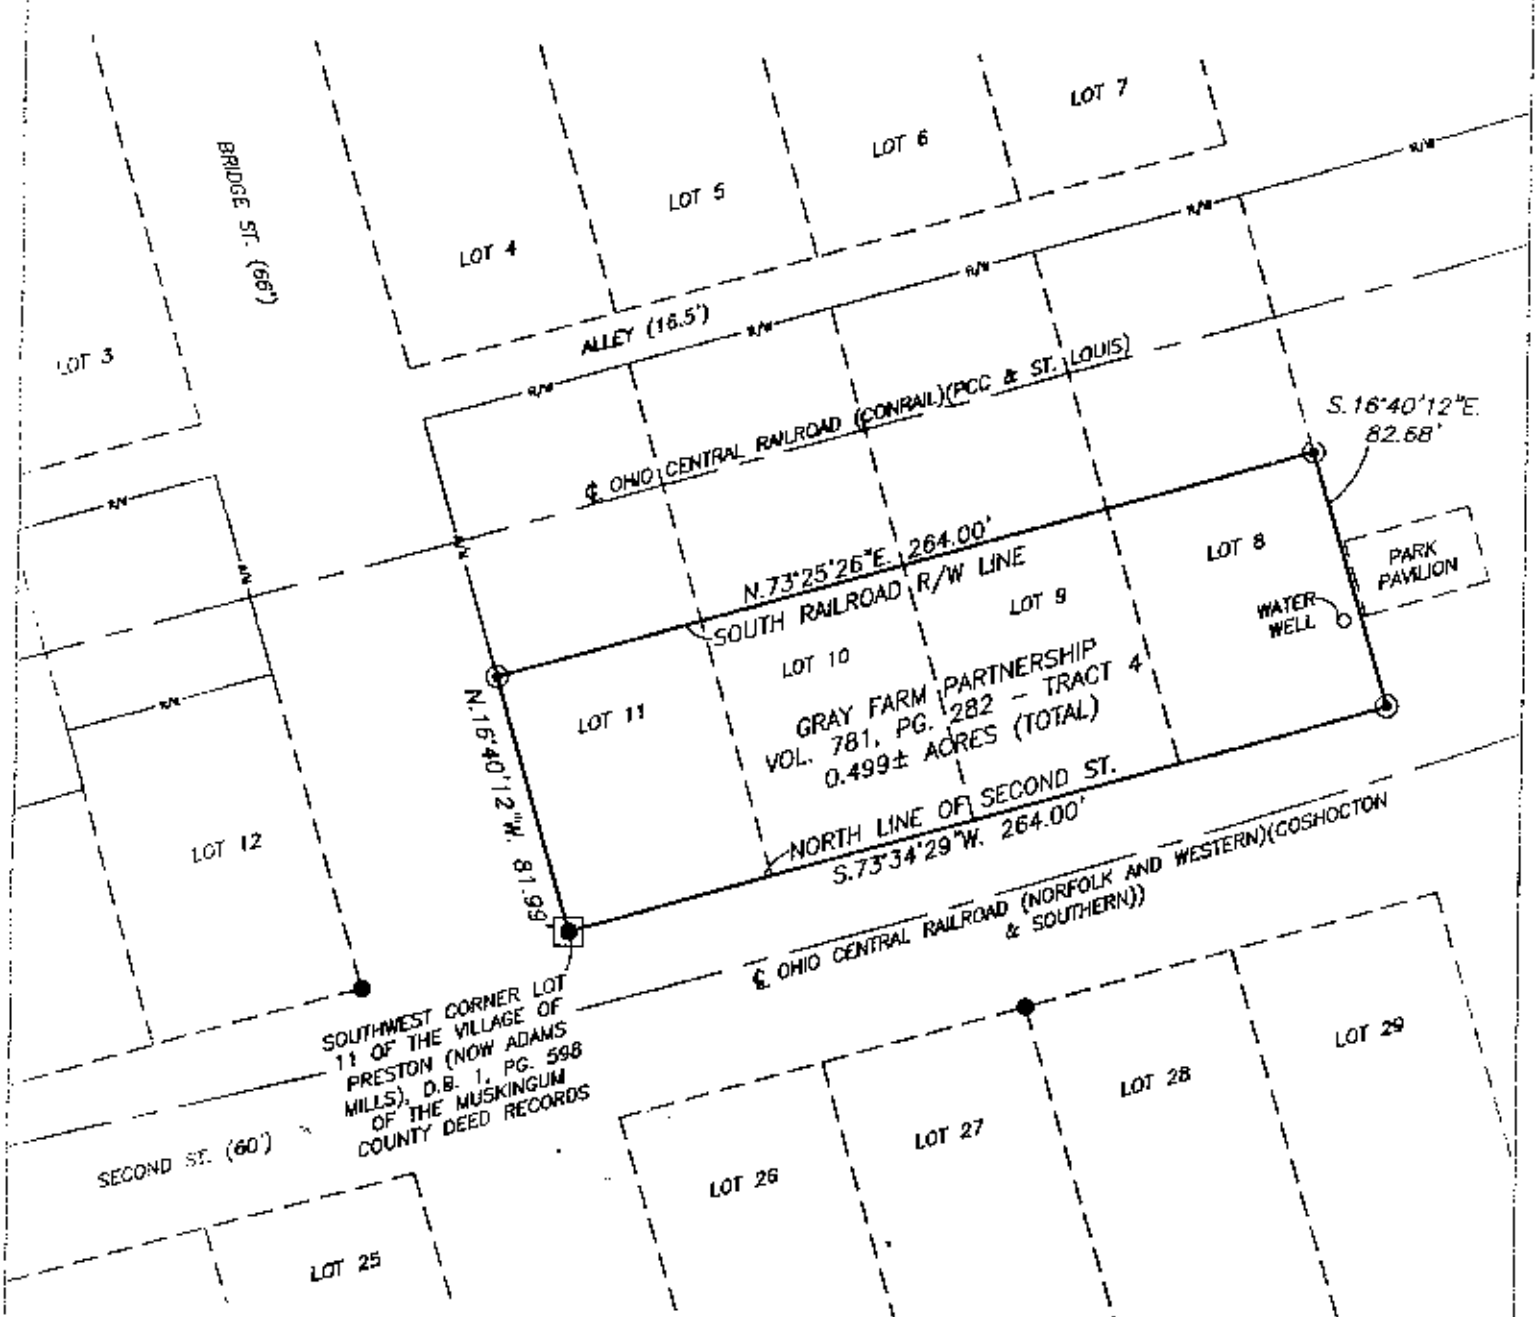 LOT 7
LOT 6
LOT 5
LOT 4
LOT 3
BRIDGE ST. (66')
ALLEY (16.5')
R/W
R/W
R/W
R/W
R/W
R/W
R/W
R/W
R/W
℄ OHIO CENTRAL RAILROAD (CONRAIL)(PCC & ST. LOUIS)
S.16°40'12"E.
82.68'
N.73°25'26"E. 264.00'
SOUTH RAILROAD R/W LINE
LOT 8
PARK
PAVILION
WATER
WELL
LOT 9
LOT 10
LOT 11
GRAY FARM PARTNERSHIP
VOL. 781, PG. 282 - TRACT 4
0.499± ACRES (TOTAL)
N.16°40'12"W. 81.99'
NORTH LINE OF SECOND ST.
S.73°34'29"W. 264.00'
LOT 12
℄ OHIO CENTRAL RAILROAD (NORFOLK AND WESTERN)(COSHOCTON
& SOUTHERN))
SOUTHWEST CORNER LOT
11 OF THE VILLAGE OF
PRESTON (NOW ADAMS
MILLS), D.B. 1, PG. 598
OF THE MUSKINGUM
COUNTY DEED RECORDS
SECOND ST. (60')
LOT 25
LOT 26
LOT 27
LOT 28
LOT 29